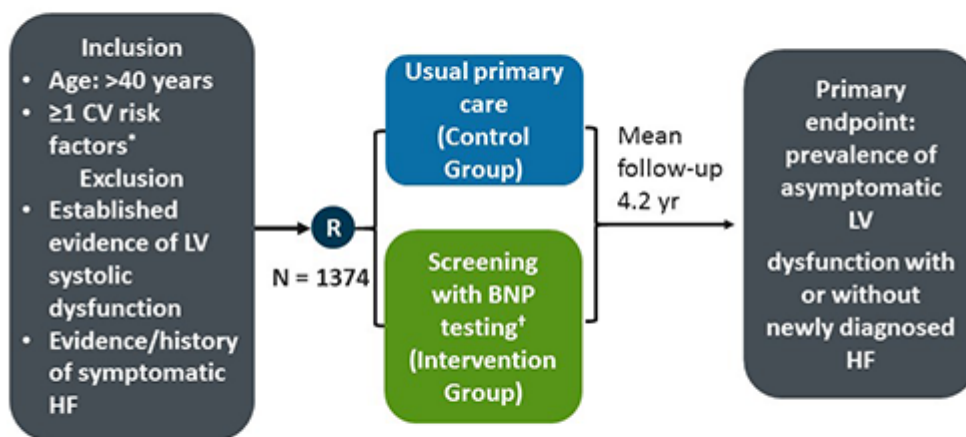 Inclusion
• Age: >40 years
• ≥1 CV risk
factors*
Exclusion
• Established
evidence of LV
systolic
dysfunction
• Evidence/history
of symptomatic
HF
R
N = 1374
Usual primary
care
(Control
Group)
Screening
with BNP
testing†
(Intervention
Group)
Mean
follow-up
4.2 yr
Primary
endpoint:
prevalence of
asymptomatic
LV
dysfunction with
or without
newly diagnosed
HF